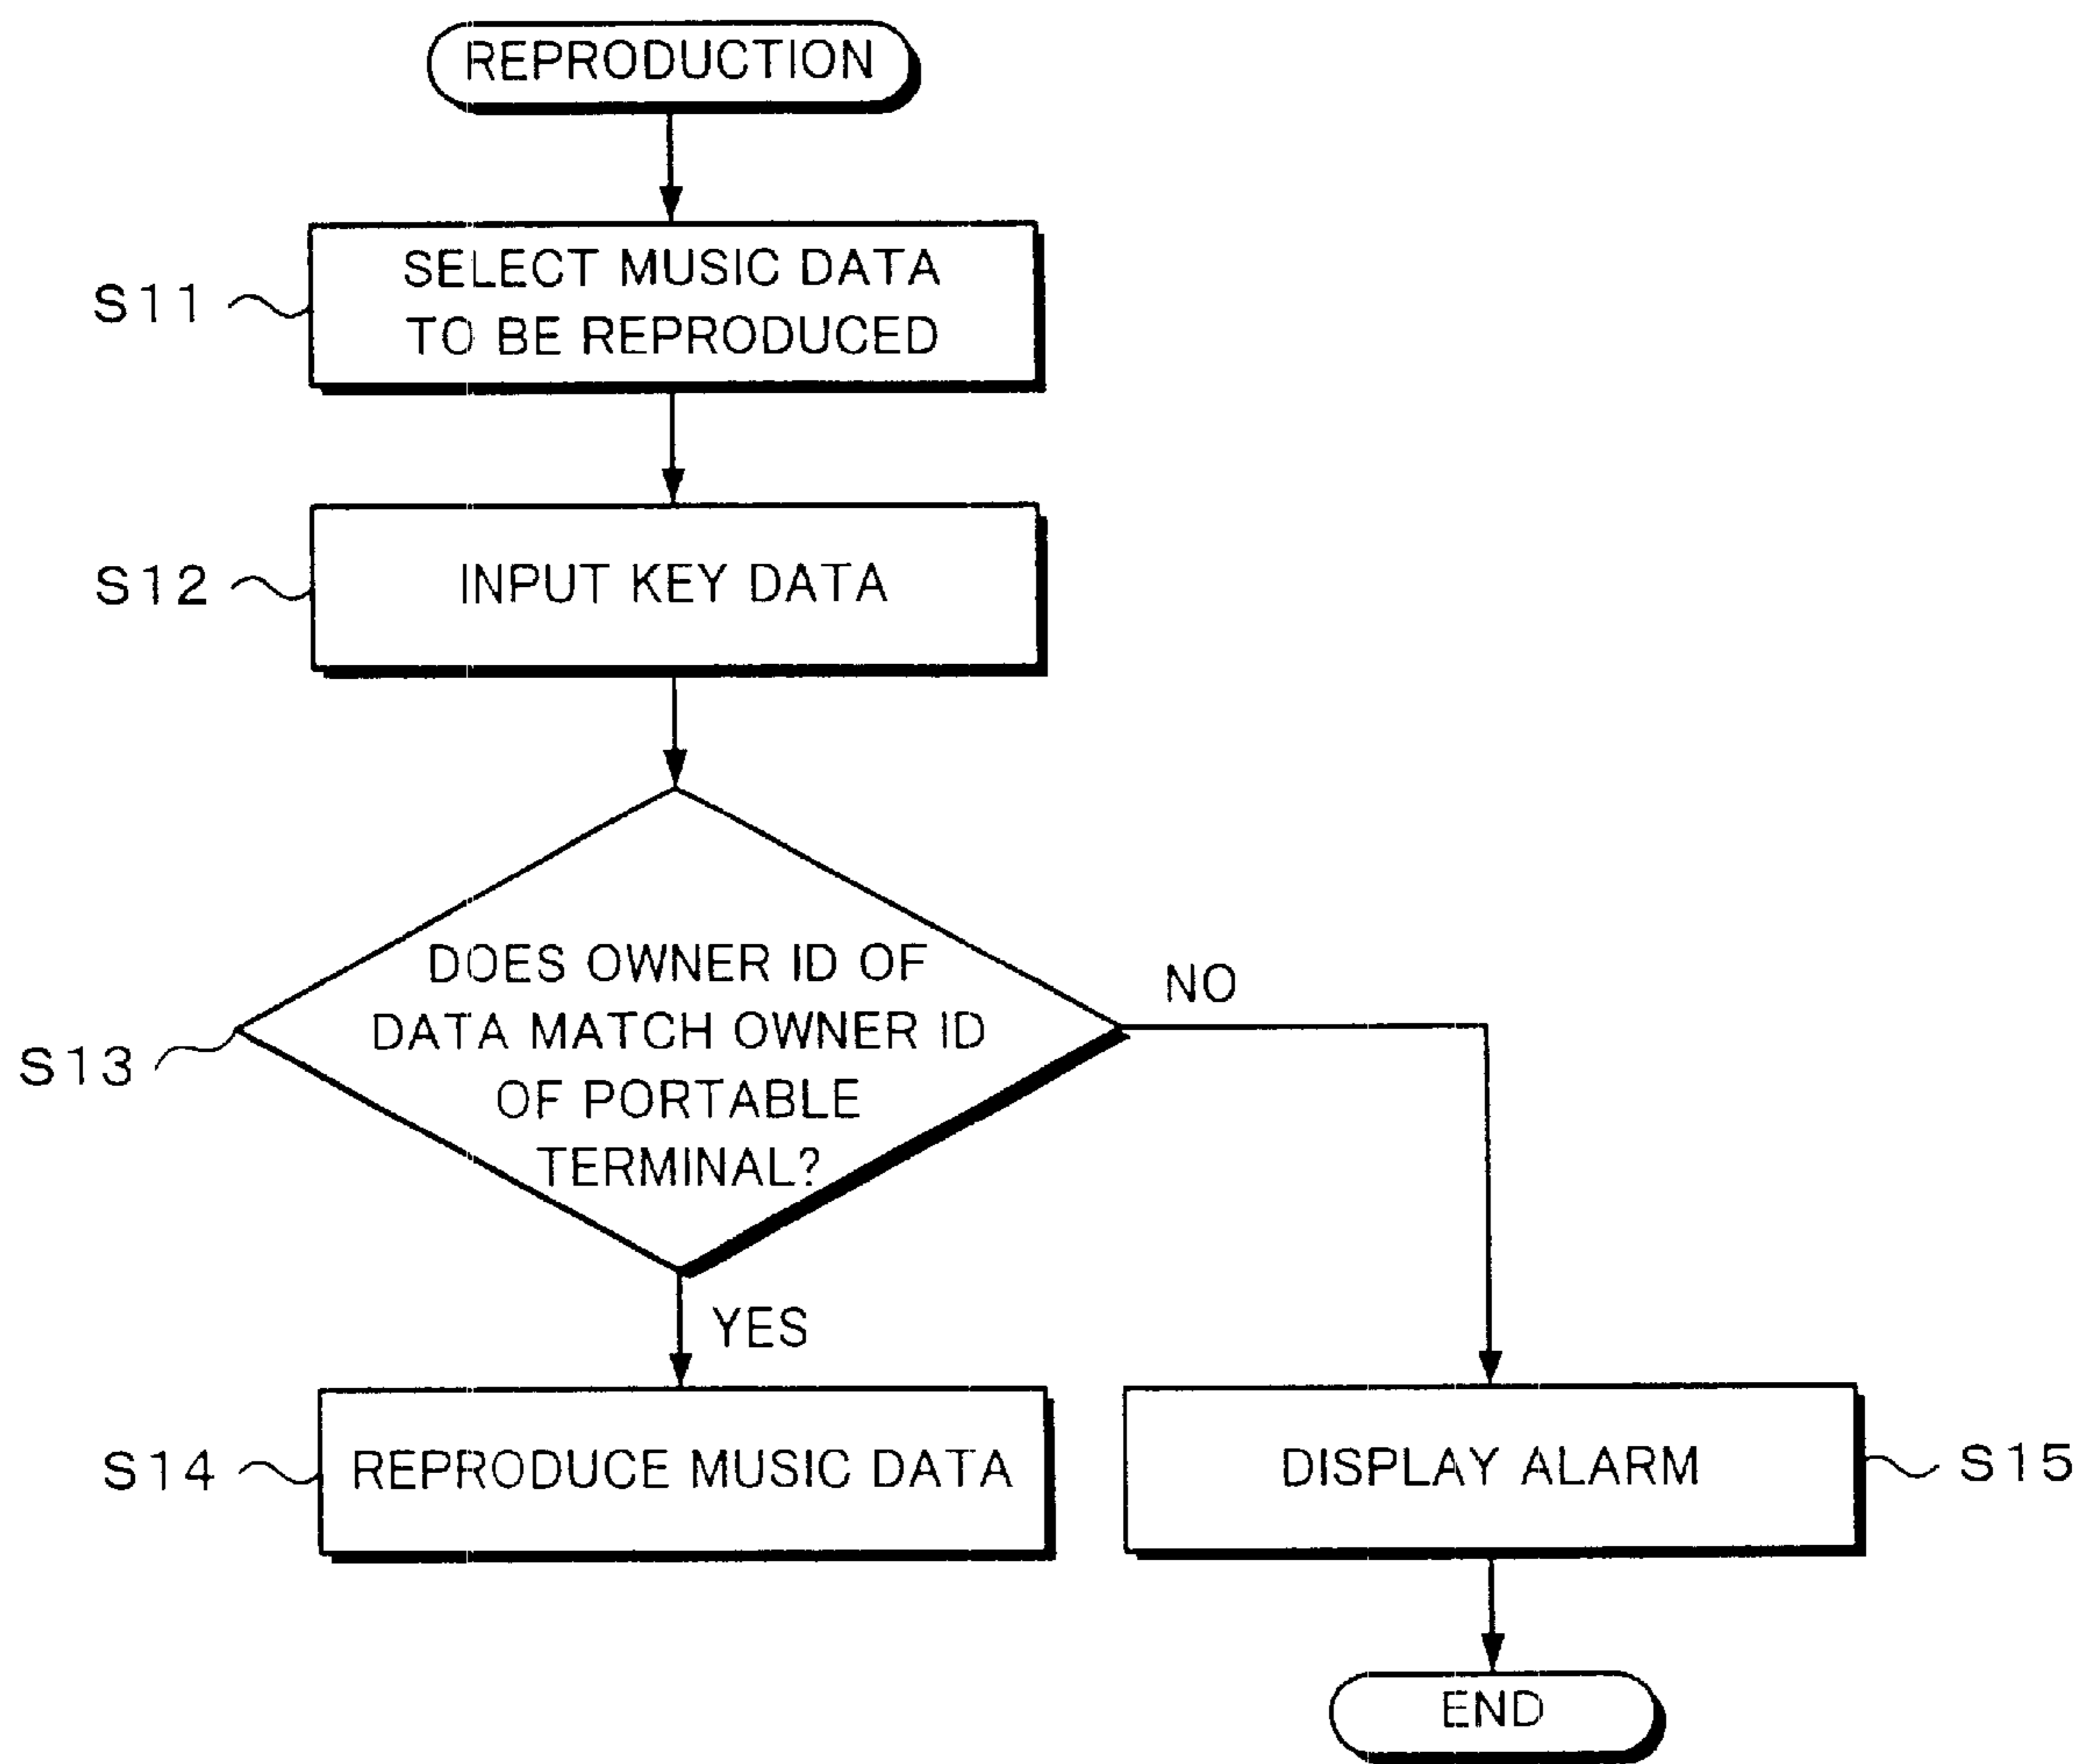 REPRODUCTION
S11
SELECT MUSIC DATA
TO BE REPRODUCED
S12
INPUT KEY DATA
S13
DOES OWNER ID OF
DATA MATCH OWNER ID
OF PORTABLE
TERMINAL?
NO
YES
S14
REPRODUCE MUSIC DATA
DISPLAY ALARM
S15
END